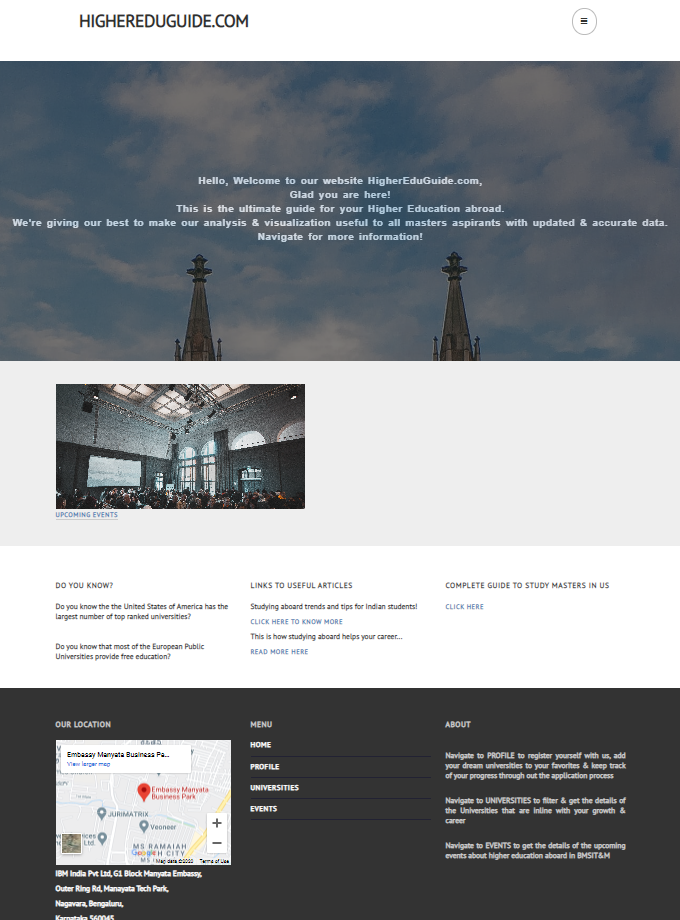 HIGHEREDUGUIDE.COM
Hello, Welcome to our website HigherEduGuide.com,
Glad you are here!
This is the ultimate guide for your Higher Education abroad.
We're giving our best to make our analysis & visualization useful to all masters aspirants with updated & accurate data.
Navigate for more information!
UPCOMING EVENTS
DO YOU KNOW?
Do you know the the United States of America has the
largest number of top ranked universities?
Do you know that most of the European Public
Universities provide free education?
LINKS TO USEFUL ARTICLES
Studying aboard trends and tips for Indian students!
CLICK HERE TO KNOW MORE
This is how studying aboard helps your career...
READ MORE HERE
COMPLETE GUIDE TO STUDY MASTERS IN US
CLICK HERE
OUR LOCATION
Embassy Manyata Business Pa...
View larger map
Embassy Manyata
Business Park
JURIMATRIX
Veoneer
ices
Ltd.
MS RAMAIAH
NORTH CITY
Google
Map data ©2020 Terms of Use
IBM India Pvt Ltd, G1 Block Manyata Embassy,
Outer Ring Rd, Manayata Tech Park,
Nagavara, Bengaluru,
Karnataka 560045
MENU
HOME
PROFILE
UNIVERSITIES
EVENTS
ABOUT
Navigate to PROFILE to register yourself with us, add
your dream universities to your favorites & keep track
of your progress through out the application process
Navigate to UNIVERSITIES to filter & get the details of
the Universities that are inline with your growth &
career
Navigate to EVENTS to get the details of the upcoming
events about higher education aboard in BMSIT&M